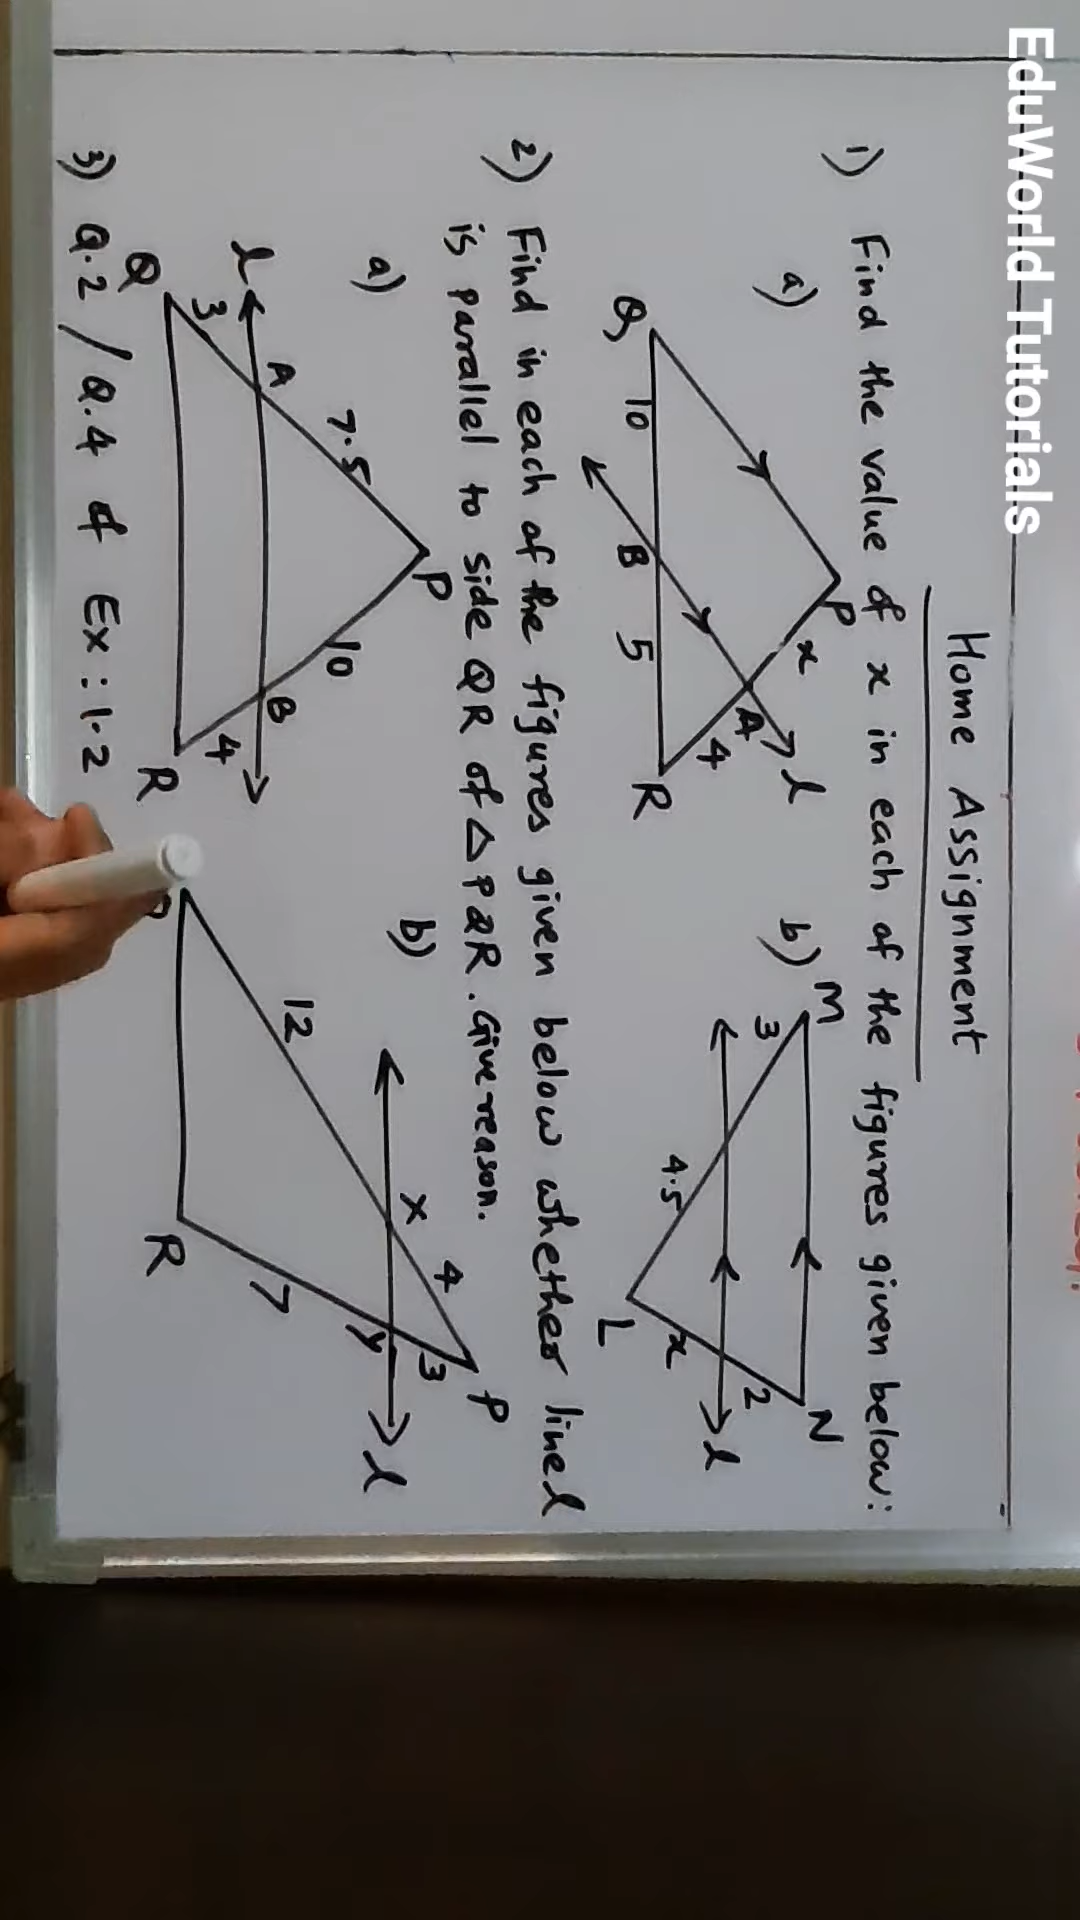 EduWorld Tutorials
Home Assignment
1) Find the value of x in each of the figures given below:
a)
P
x
A
l
4
Q
10
B
5
R
b)
M
N
3
2
4.5
x
l
L
2) Find in each of the figures given below whether line l
is parallel to side QR of △PQR. Give reason.
a)
P
7.5
10
l
A
B
3
4
Q
R
b)
P
4
X
3
Y
l
12
7
R
3) Q.2 / Q.4 of Ex: 1.2